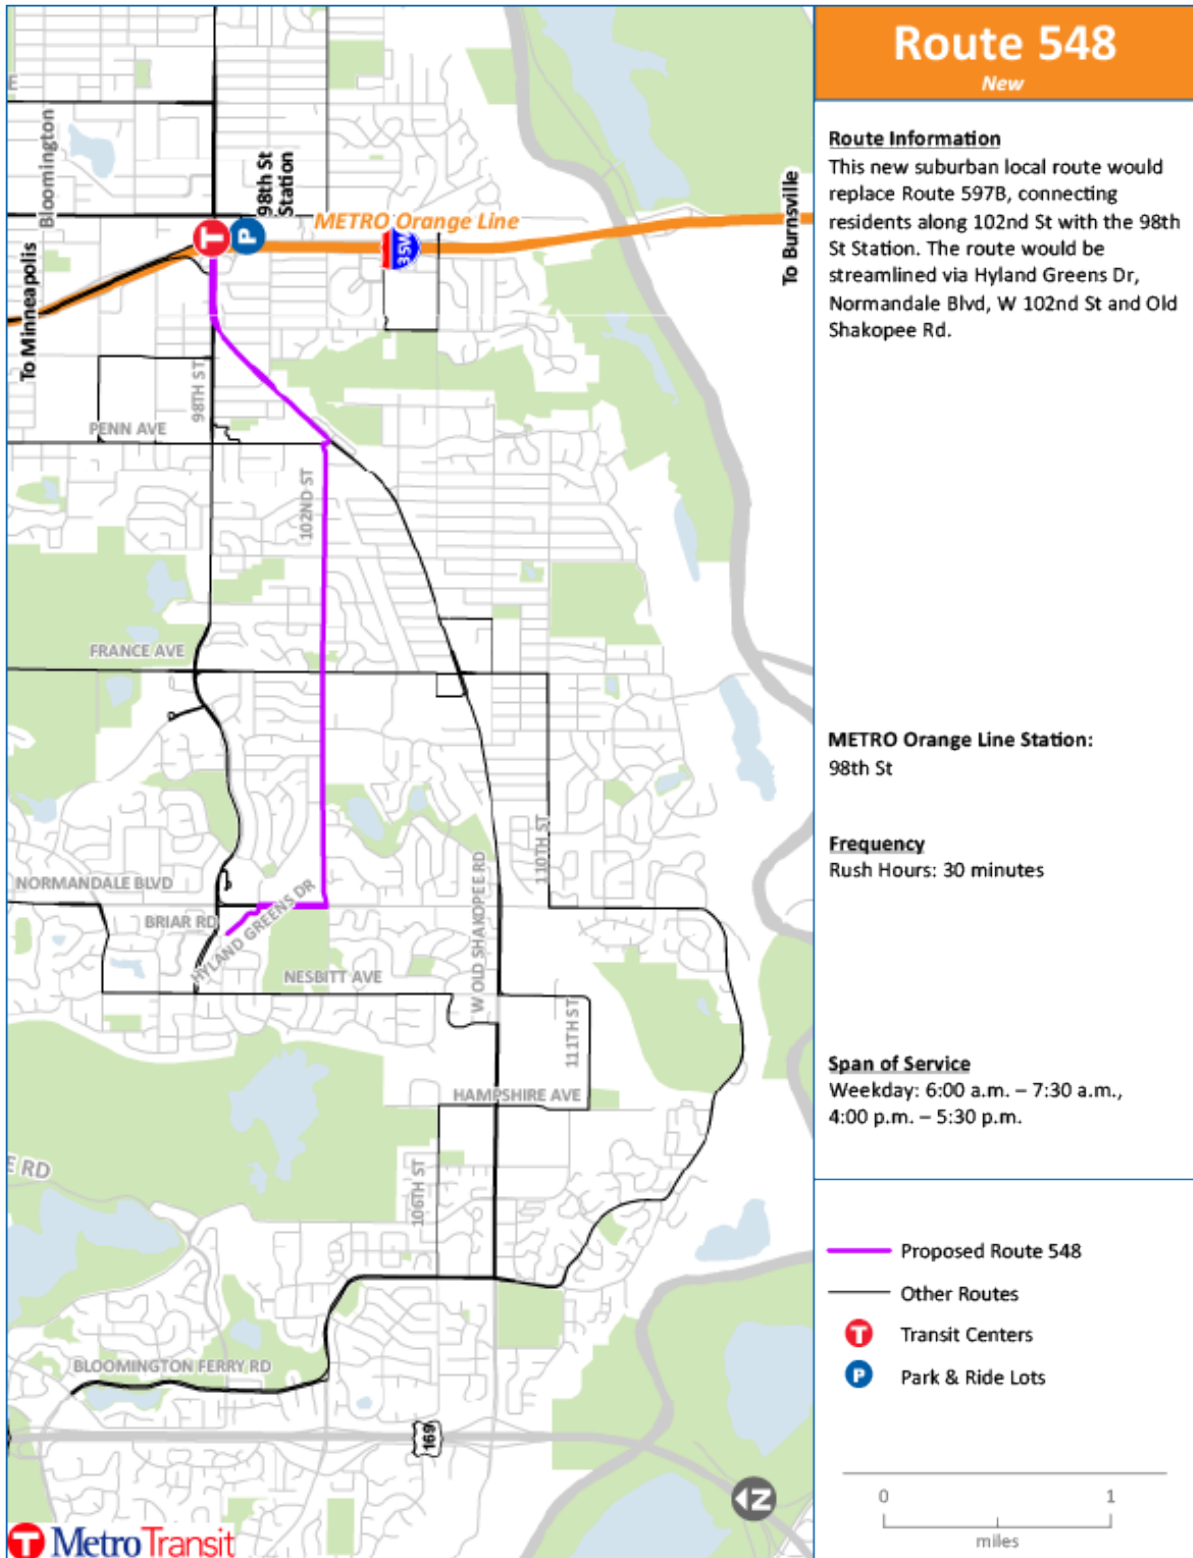 Route 548
New
Route Information
This new suburban local route would
replace Route 597B, connecting
residents along 102nd St with the 98th
St Station. The route would be
streamlined via Hyland Greens Dr,
Normandale Blvd, W 102nd St and Old
Shakopee Rd.
METRO Orange Line Station:
98th St
Frequency
Rush Hours: 30 minutes
Span of Service
Weekday: 6:00 a.m. – 7:30 a.m.,
4:00 p.m. – 5:30 p.m.
Proposed Route 548
Other Routes
T
Transit Centers
P
Park & Ride Lots
0
1
miles
E
Bloomington
98th St
Station
T
P
METRO Orange Line
35W
To Burnsville
To Minneapolis
98TH ST
PENN AVE
102ND ST
FRANCE AVE
NORMANDALE BLVD
BRIAR RD
HYLAND GREENS DR
W OLD SHAKOPEE RD
110TH ST
NESBITT AVE
111TH ST
HAMPSHIRE AVE
E RD
106TH ST
BLOOMINGTON FERRY RD
169
N
T MetroTransit